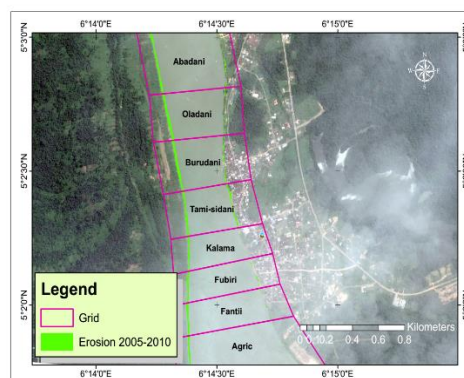 6°14'0"E 6°14'30"E 6°15'0"E
5°3'0"N
Abadani
Oladani
5°2'30"N
Burudani
Tami-sidani
Kalama
Fubiri
5°2'0"N
Fantii
Agric
Legend
Grid
Erosion 2005-2010
Kilometers
0 0.1 0.2 0.4 0.6 0.8
6°14'0"E 6°14'30"E 6°15'0"E